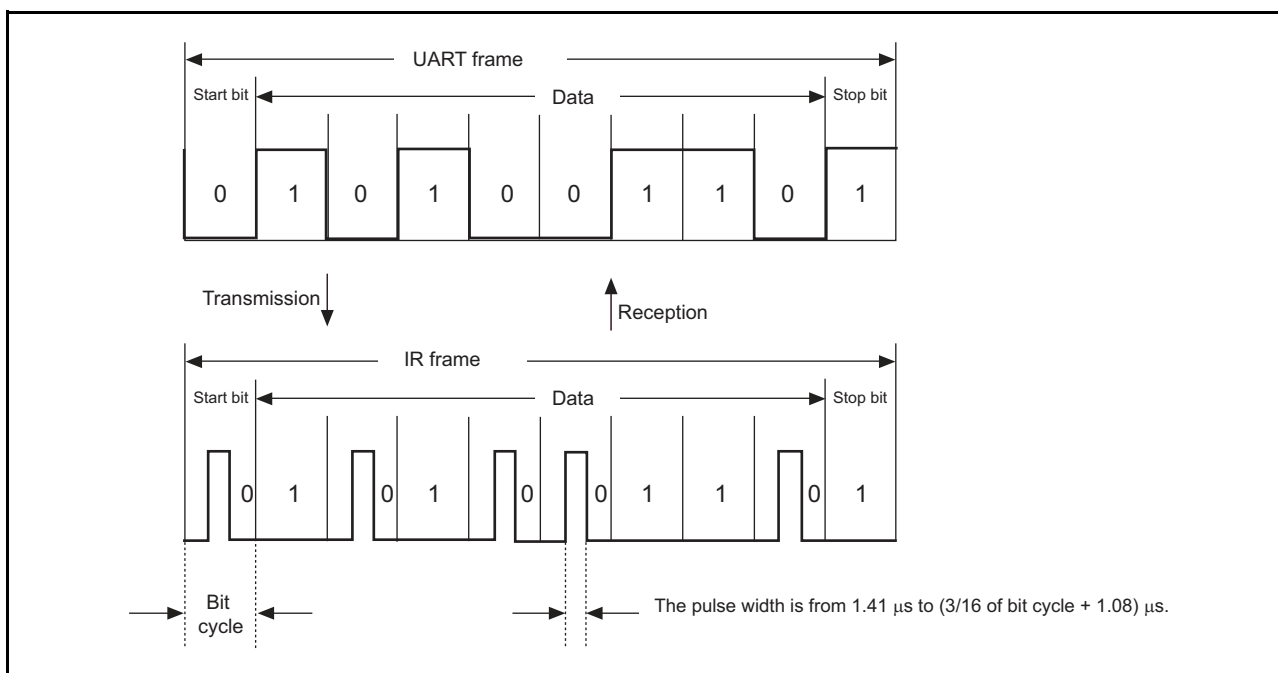 UART frame
Start bit Data Stop bit
0 1 0 1 0 0 1 1 0 1
Transmission
Reception
IR frame
Start bit Data Stop bit
0 1 0 1 0 0 1 1 0 1
Bit
cycle
The pulse width is from 1.41 μs to (3/16 of bit cycle + 1.08) μs.